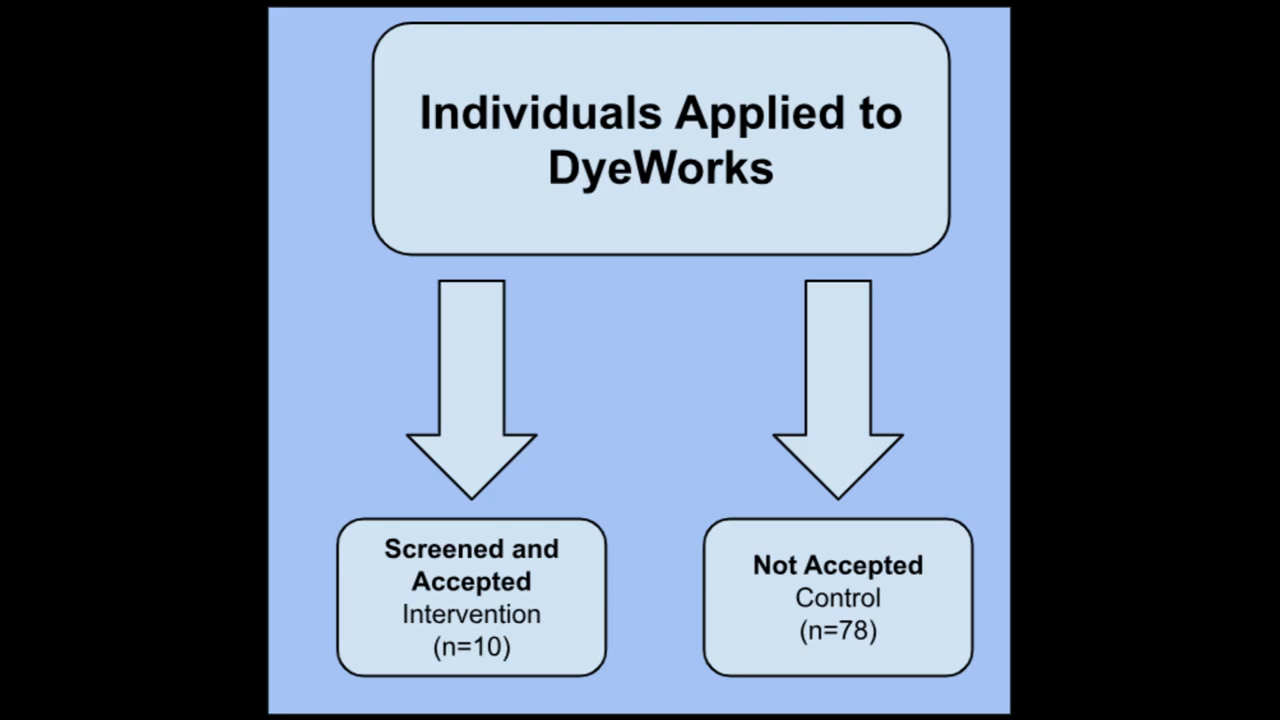 Individuals Applied to
DyeWorks
Screened and
Accepted
Intervention
(n=10)
Not Accepted
Control
(n=78)